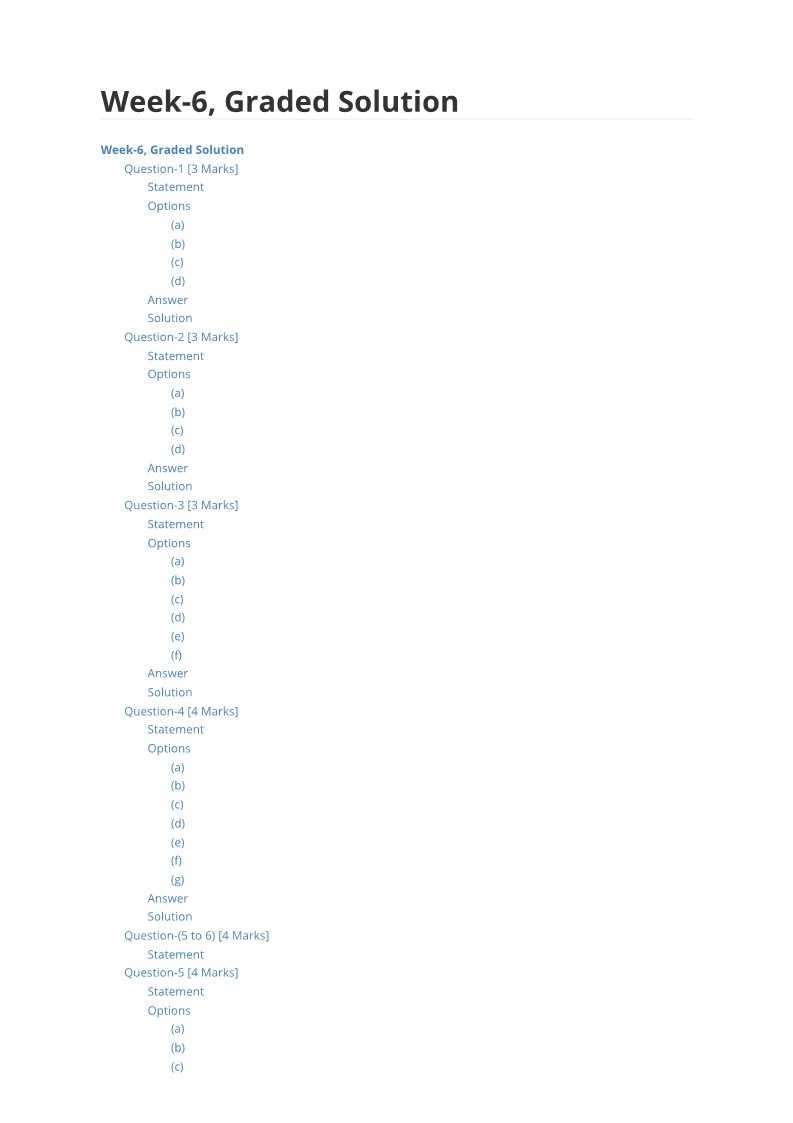 Week-6, Graded Solution
Week-6, Graded Solution
Question-1 [3 Marks]
Statement
Options
(a)
(b)
(c)
(d)
Answer
Solution
Question-2 [3 Marks]
Statement
Options
(a)
(b)
(c)
(d)
Answer
Solution
Question-3 [3 Marks]
Statement
Options
(a)
(b)
(c)
(d)
(e)
(f)
Answer
Solution
Question-4 [4 Marks]
Statement
Options
(a)
(b)
(c)
(d)
(e)
(f)
(g)
Answer
Solution
Question-(5 to 6) [4 Marks]
Statement
Question-5 [4 Marks]
Statement
Options
(a)
(b)
(c)